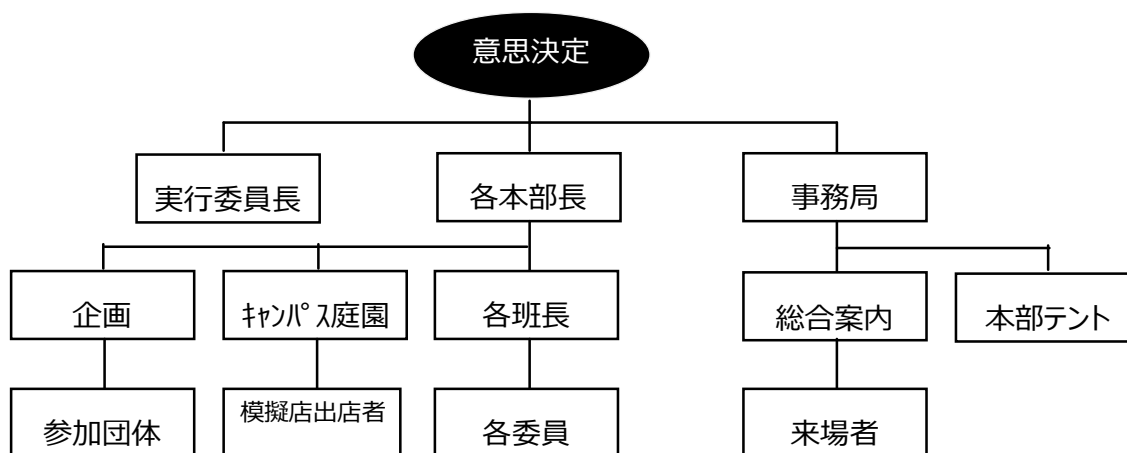 意思決定
実行委員長
各本部長
事務局
企画
ｷｬﾝﾊﾟｽ庭園
各班長
総合案内
本部テント
参加団体
模擬店出店者
各委員
来場者